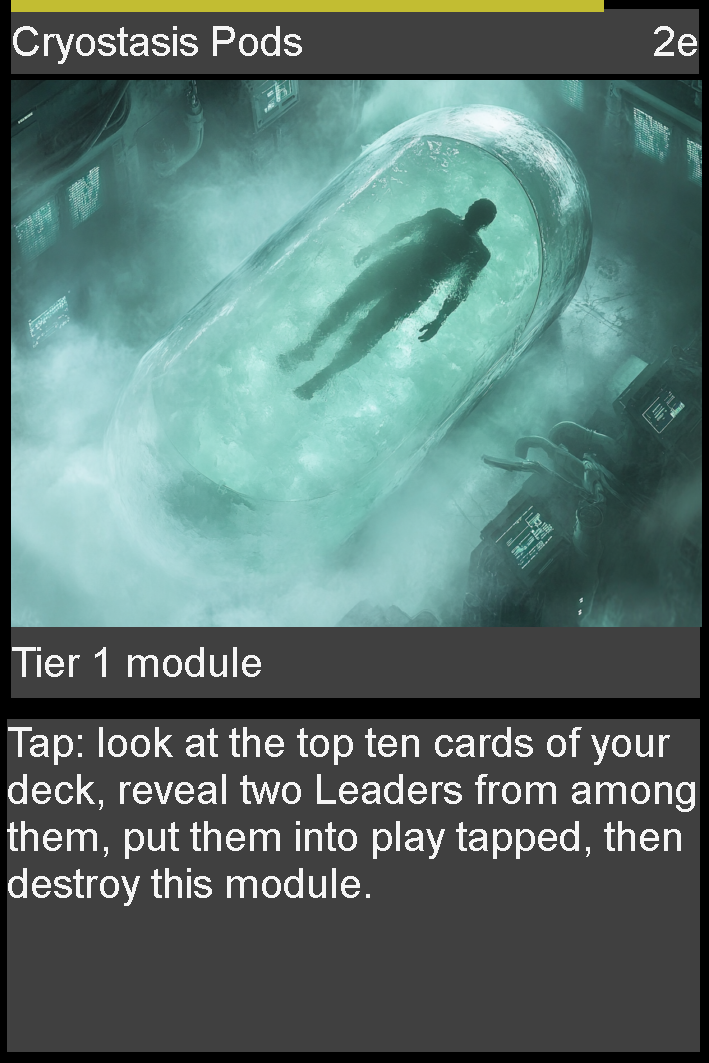 Cryostasis Pods 2e
Tier 1 module
Tap: look at the top ten cards of your
deck, reveal two Leaders from among
them, put them into play tapped, then
destroy this module.